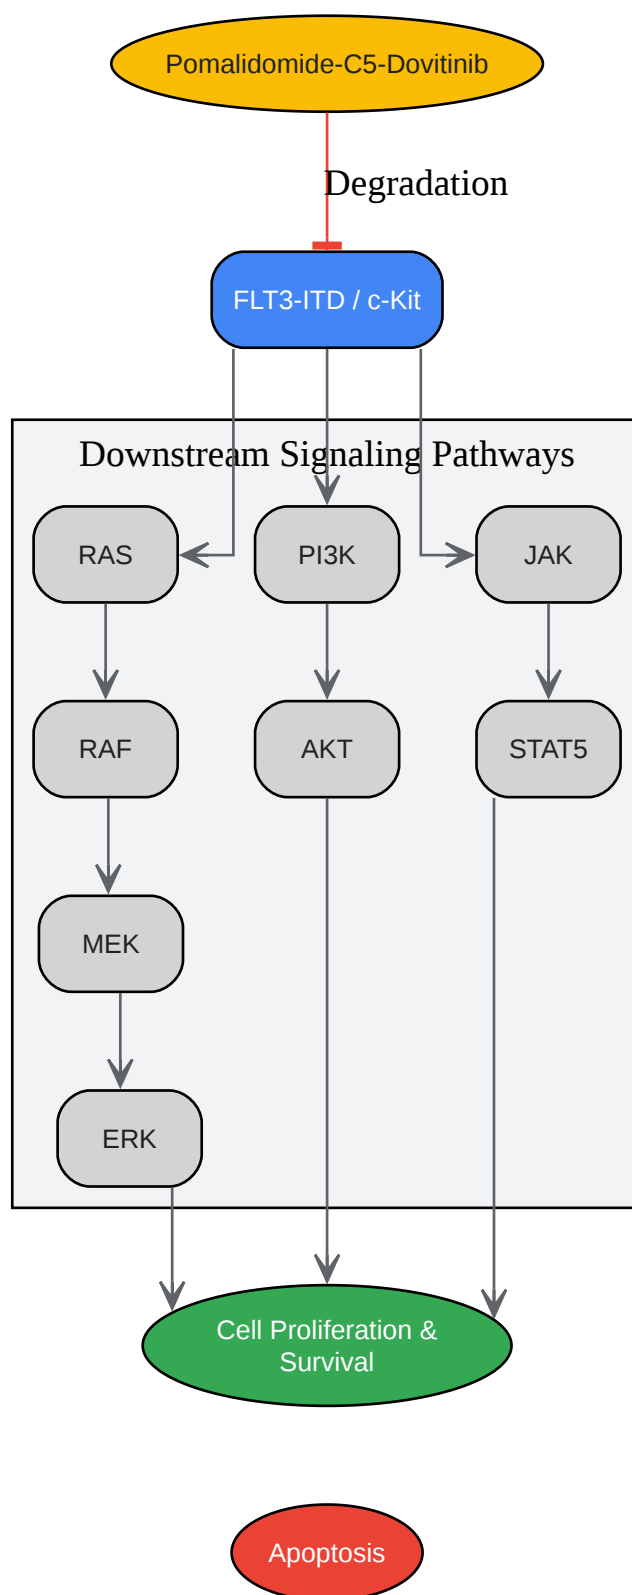 Pomalidomide-C5-Dovitinib
Degradation
FLT3-ITD / c-Kit
Downstream Signaling Pathways
RAS
PI3K
JAK
RAF
AKT
STAT5
MEK
ERK
Cell Proliferation &
Survival
Apoptosis